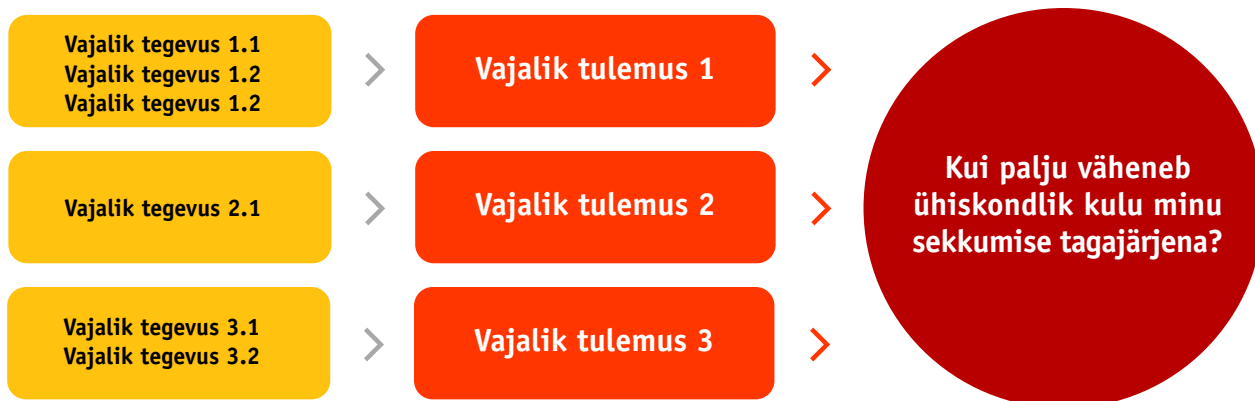 Vajalik tegevus 1.1
Vajalik tegevus 1.2
Vajalik tegevus 1.2
Vajalik tulemus 1
Vajalik tegevus 2.1
Vajalik tulemus 2
Vajalik tegevus 3.1
Vajalik tegevus 3.2
Vajalik tulemus 3
Kui palju väheneb
ühiskondlik kulu minu
sekkumise tagajärjena?